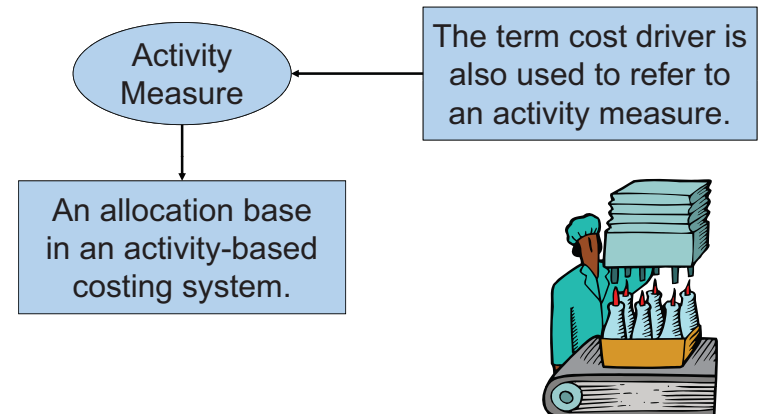 Activity
Measure
The term cost driver is
also used to refer to
an activity measure.
An allocation base
in an activity-based
costing system.